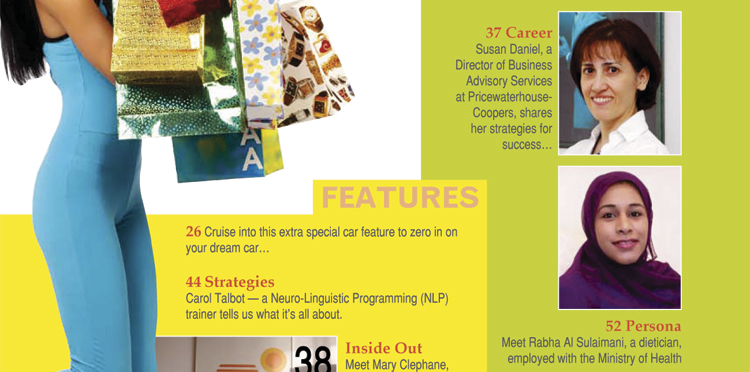 37 Career
Susan Daniel, a
Director of Business
Advisory Services
at Pricewaterhouse-
Coopers, shares
her strategies for
success…
FEATURES
26 Cruise into this extra special car feature to zero in on
your dream car…
44 Strategies
Carol Talbot — a Neuro-Linguistic Programming (NLP)
trainer tells us what it's all about.
52 Persona
Meet Rabha Al Sulaimani, a dietician,
employed with the Ministry of Health
38
Inside Out
Meet Mary Clephane,